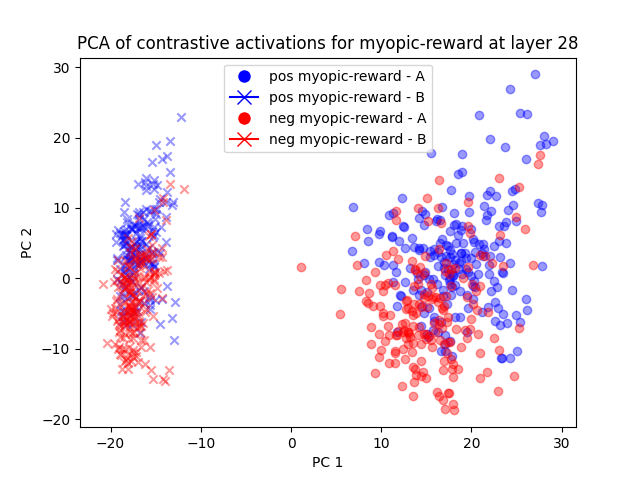 PCA of contrastive activations for myopic-reward at layer 28
pos myopic-reward - A
pos myopic-reward - B
neg myopic-reward - A
neg myopic-reward - B
30
20
10
0
−10
−20
PC 2
−20
−10
0
10
20
30
PC 1